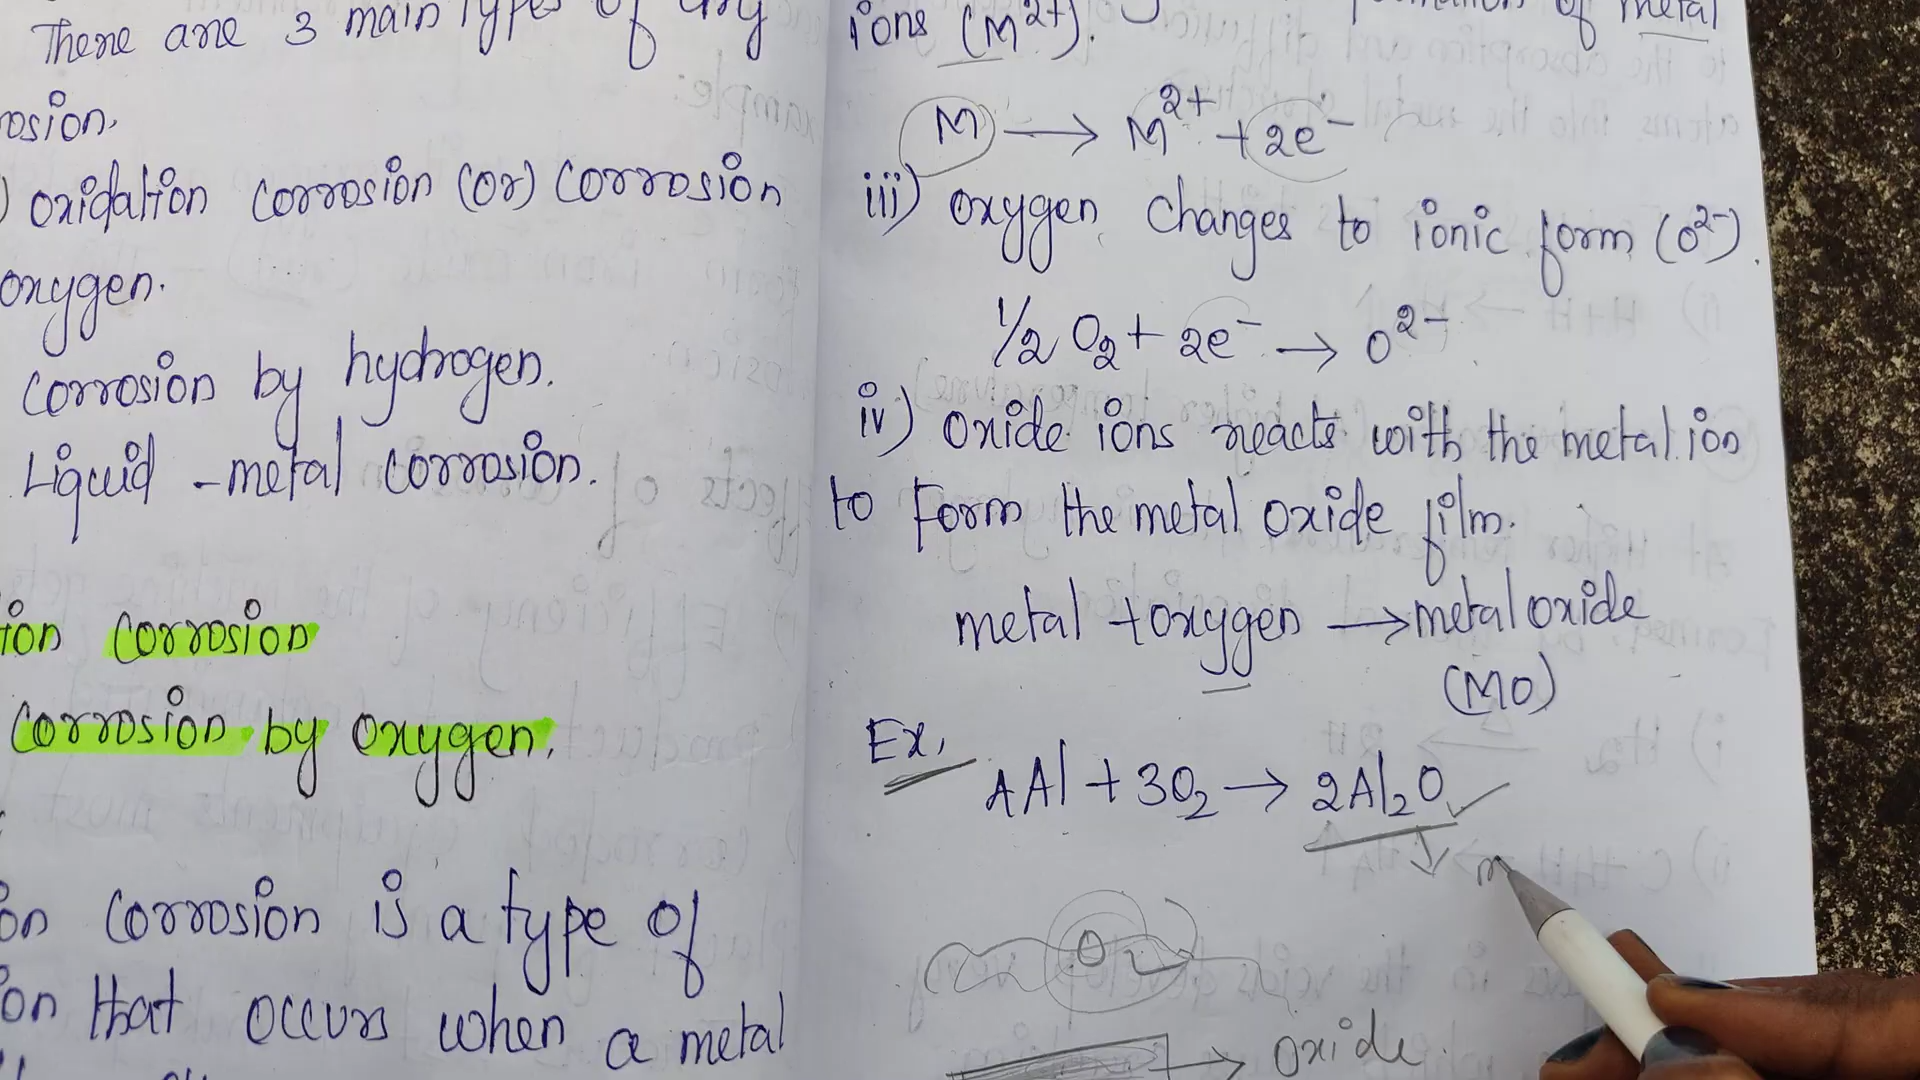 There are 3 main types of dry
rosion.
) oxidation corrosion (or) corrosion
oxygen.
corrosion by hydrogen.
Liquid - metal corrosion.
ion corrosion
corrosion by oxygen.
on corrosion is a type of
on that occurs when a metal
of metal
ions (M²⁺).
M → M²⁺ + 2e⁻
iii) oxygen changes to ionic form (O²⁻).
1/2 O₂ + 2e⁻ → O²⁻
iv) oxide ions reacts with the metal ion
to Form the metal oxide film.
metal + oxygen → metal oxide
(MO)
Ex,
4Al + 3O₂ → 2Al₂O
m
O
→ oxide